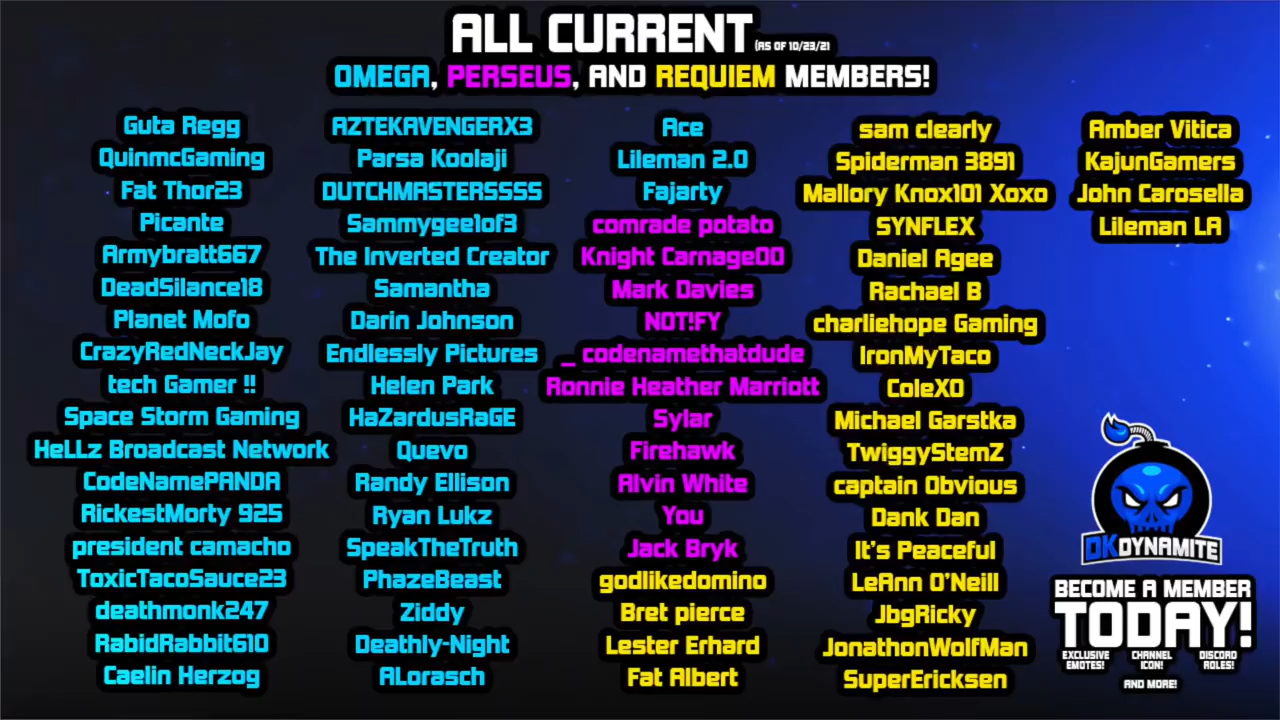 ALL CURRENT (AS OF 10/23/21
OMEGA, PERSEUS, AND REQUIEM MEMBERS!
Guta Regg
QuinmcGaming
Fat Thor23
Picante
Armybratt667
DeadSilance18
Planet Mofo
CrazyRedNeckJay
tech Gamer !!
Space Storm Gaming
HeLLz Broadcast Network
CodeNamePANDA
RickestMorty 925
president camacho
ToxicTacoSauce23
deathmonk247
RabidRabbit610
Caelin Herzog
AZTEKAVENGERX3
Parsa Koolaji
DUTCHMASTERSSSS
Sammygee1of3
The Inverted Creator
Samantha
Darin Johnson
Endlessly Pictures
Helen Park
HaZardusRaGE
Quevo
Randy Ellison
Ryan Lukz
SpeakTheTruth
PhazeBeast
Ziddy
Deathly-Night
ALorasch
Ace
Lileman 2.0
Fajarty
comrade potato
Knight Carnage00
Mark Davies
NOT!FY
_ codenamethatdude
Ronnie Heather Marriott
Sylar
Firehawk
Alvin White
You
Jack Bryk
godlikedomino
Bret pierce
Lester Erhard
Fat Albert
sam clearly
Spiderman 3891
Mallory Knox101 Xoxo
SYNFLEX
Daniel Agee
Rachael B
charliehope Gaming
IronMyTaco
ColeXD
Michael Garstka
TwiggyStemZ
captain Obvious
Dank Dan
It's Peaceful
LeAnn O'Neill
JbgRicky
JonathonWolfMan
SuperEricksen
Amber Vitica
KajunGamers
John Carosella
Lileman LA
DKDYNAMITE
BECOME A MEMBER
TODAY!
EXCLUSIVE EMOTES!
CHANNEL ICON!
DISCORD ROLES!
AND MORE!